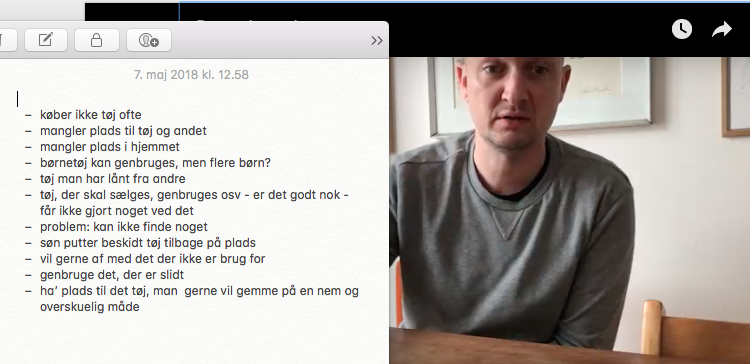 7. maj 2018 kl. 12.58
– køber ikke tøj ofte
– mangler plads til tøj og andet
– mangler plads i hjemmet
– børnetøj kan genbruges, men flere børn?
– tøj man har lånt fra andre
– tøj, der skal sælges, genbruges osv - er det godt nok -
får ikke gjort noget ved det
– problem: kan ikke finde noget
– søn putter beskidt tøj tilbage på plads
– vil gerne af med det der ikke er brug for
– genbruge det, der er slidt
– ha' plads til det tøj, man  gerne vil gemme på en nem og
overskuelig måde